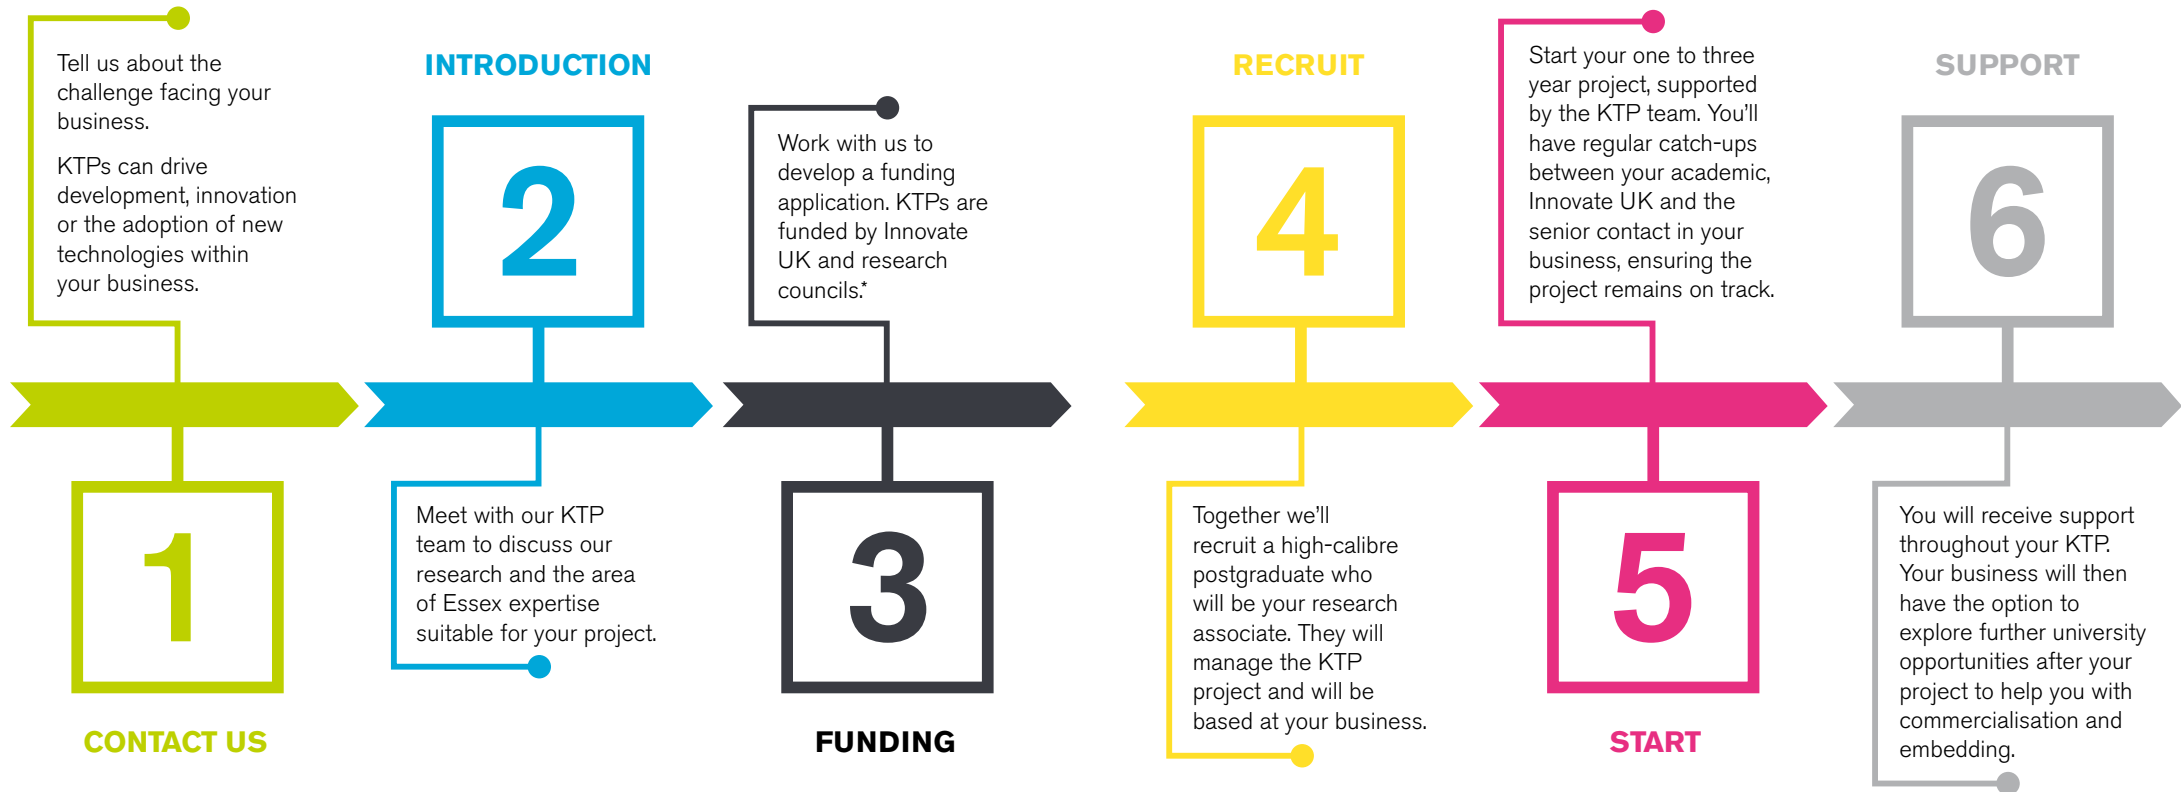 Tell us about the
challenge facing your
business.
KTPs can drive
development, innovation
or the adoption of new
technologies within
your business.
1
CONTACT US
INTRODUCTION
2
Meet with our KTP
team to discuss our
research and the area
of Essex expertise
suitable for your project.
Work with us to
develop a funding
application. KTPs are
funded by Innovate
UK and research
councils.*
3
FUNDING
RECRUIT
4
Together we'll
recruit a high-calibre
postgraduate who
will be your research
associate. They will
manage the KTP
project and will be
based at your business.
Start your one to three
year project, supported
by the KTP team. You'll
have regular catch-ups
between your academic,
Innovate UK and the
senior contact in your
business, ensuring the
project remains on track.
5
START
SUPPORT
6
You will receive support
throughout your KTP.
Your business will then
have the option to
explore further university
opportunities after your
project to help you with
commercialisation and
embedding.